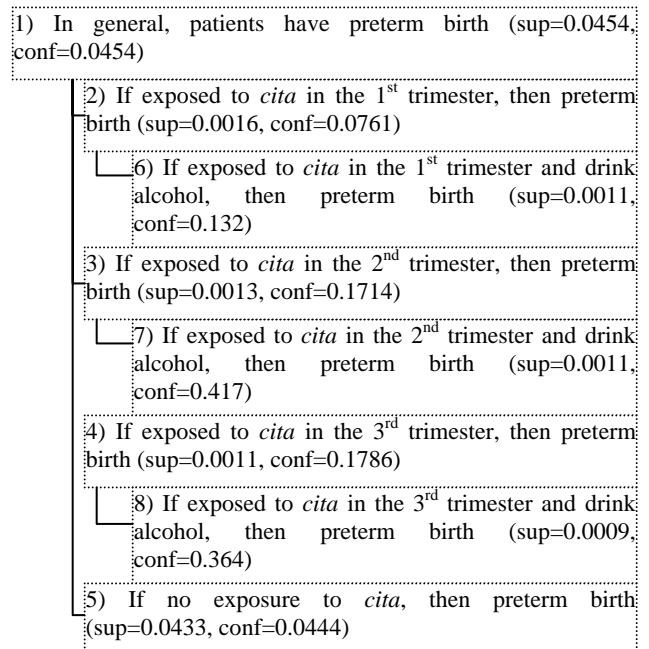 1) In general, patients have preterm birth (sup=0.0454,
conf=0.0454)
2) If exposed to cita in the 1st trimester, then preterm
birth (sup=0.0016, conf=0.0761)
6) If exposed to cita in the 1st trimester and drink
alcohol, then preterm birth (sup=0.0011,
conf=0.132)
3) If exposed to cita in the 2nd trimester, then preterm
birth (sup=0.0013, conf=0.1714)
7) If exposed to cita in the 2nd trimester and drink
alcohol, then preterm birth (sup=0.0011,
conf=0.417)
4) If exposed to cita in the 3rd trimester, then preterm
birth (sup=0.0011, conf=0.1786)
8) If exposed to cita in the 3rd trimester and drink
alcohol, then preterm birth (sup=0.0009,
conf=0.364)
5) If no exposure to cita, then preterm birth
(sup=0.0433, conf=0.0444)